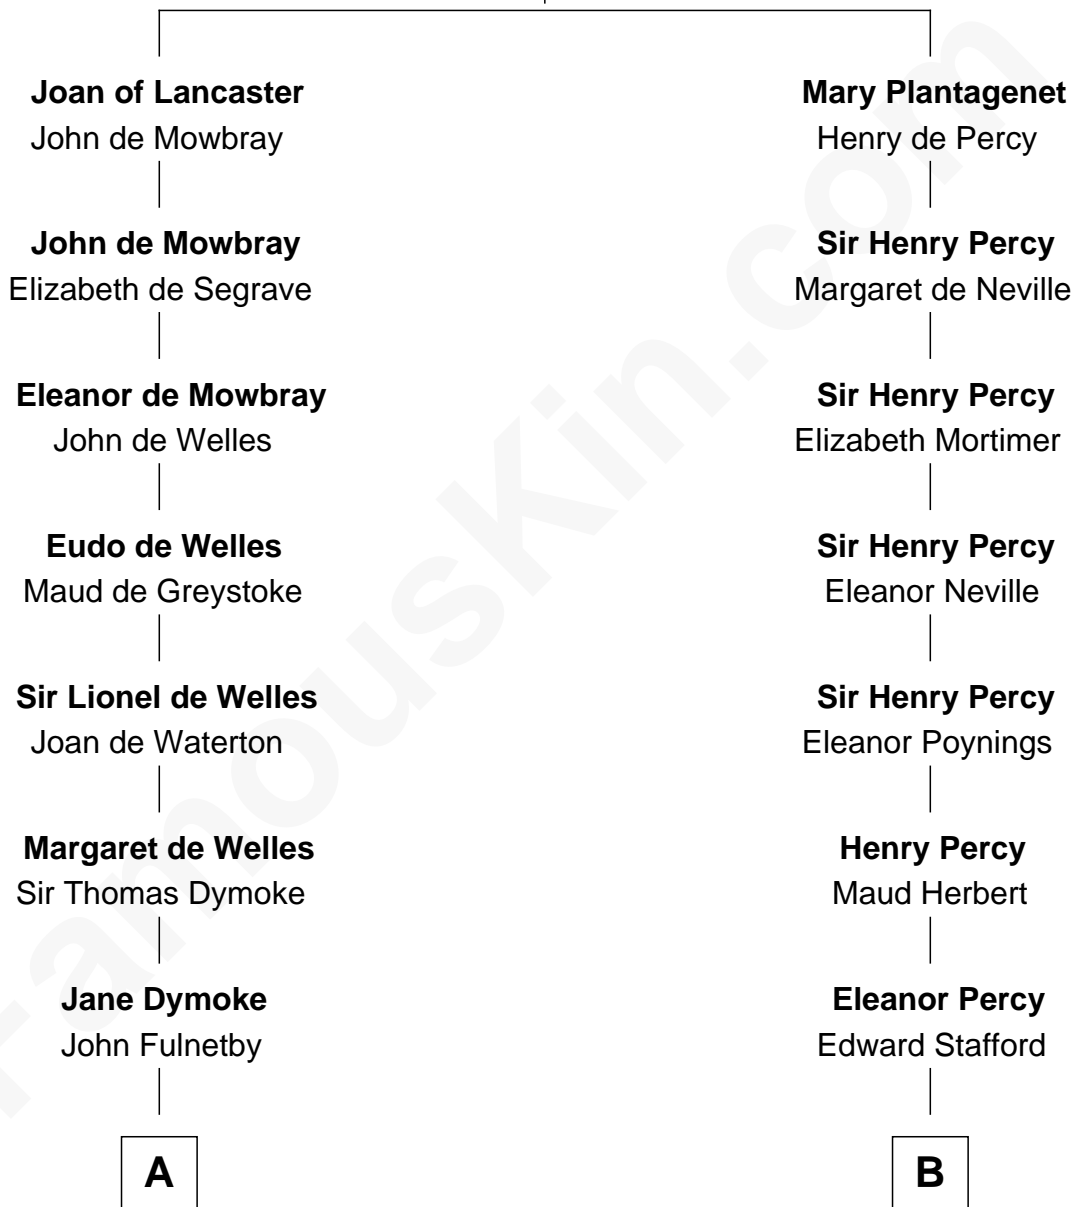 Joan of Lancaster
John de Mowbray
John de Mowbray
Elizabeth de Segrave
Eleanor de Mowbray
John de Welles
Eudo de Welles
Maud de Greystoke
Sir Lionel de Welles
Joan de Waterton
Margaret de Welles
Sir Thomas Dymoke
Jane Dymoke
John Fulnetby
A
Mary Plantagenet
Henry de Percy
Sir Henry Percy
Margaret de Neville
Sir Henry Percy
Elizabeth Mortimer
Sir Henry Percy
Eleanor Neville
Sir Henry Percy
Eleanor Poynings
Henry Percy
Maud Herbert
Eleanor Percy
Edward Stafford
B
FamousKin.com